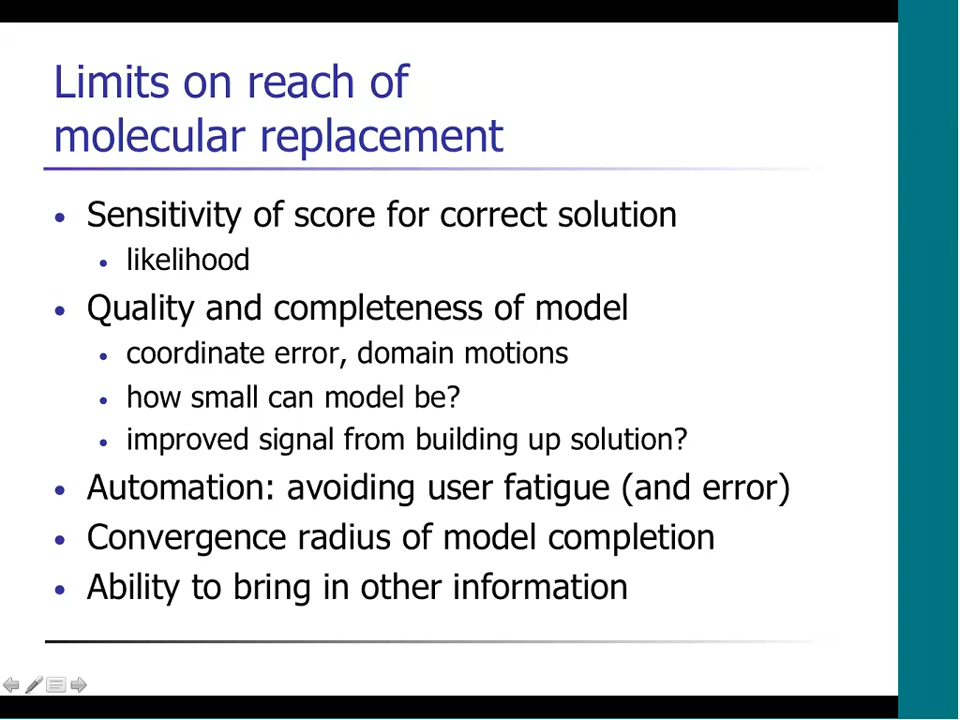 Limits on reach of
molecular replacement
• Sensitivity of score for correct solution
• likelihood
• Quality and completeness of model
• coordinate error, domain motions
• how small can model be?
• improved signal from building up solution?
• Automation: avoiding user fatigue (and error)
• Convergence radius of model completion
• Ability to bring in other information